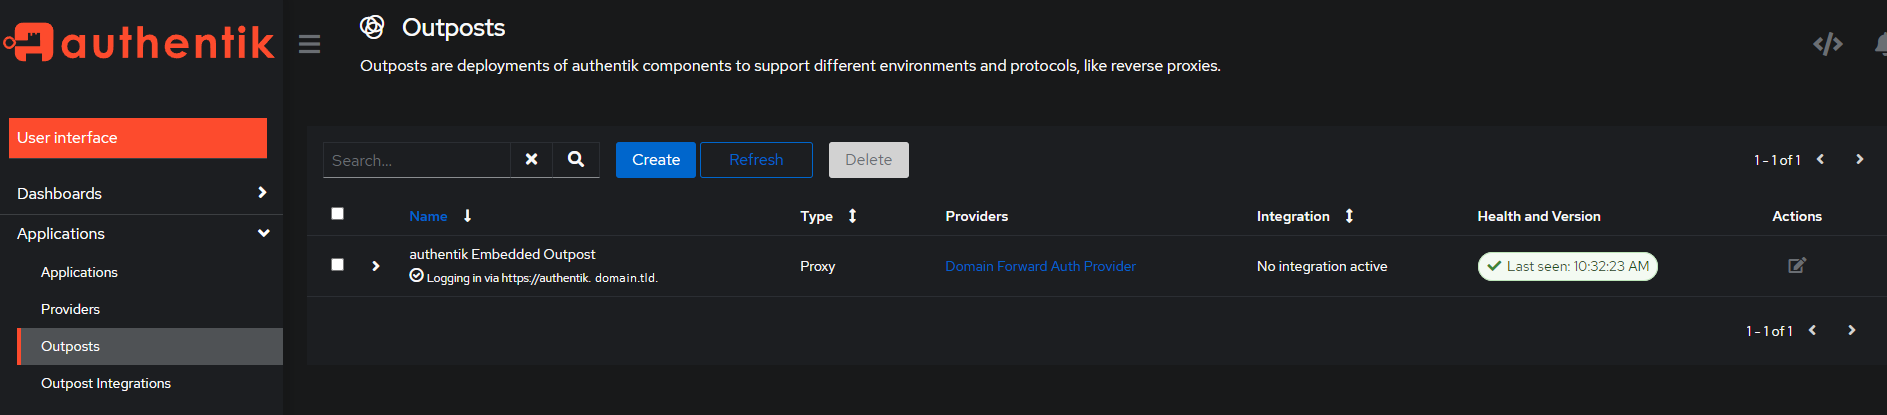 authentik
Outposts
Outposts are deployments of authentik components to support different environments and protocols, like reverse proxies.
User interface
Dashboards
Applications
Applications
Providers
Outposts
Outpost Integrations
Search...
Create
Refresh
Delete
1 - 1 of 1
Name Type Providers Integration Health and Version Actions
authentik Embedded Outpost
Logging in via https://authentik. domain.tld.
Proxy
Domain Forward Auth Provider
No integration active
Last seen: 10:32:23 AM
1 - 1 of 1